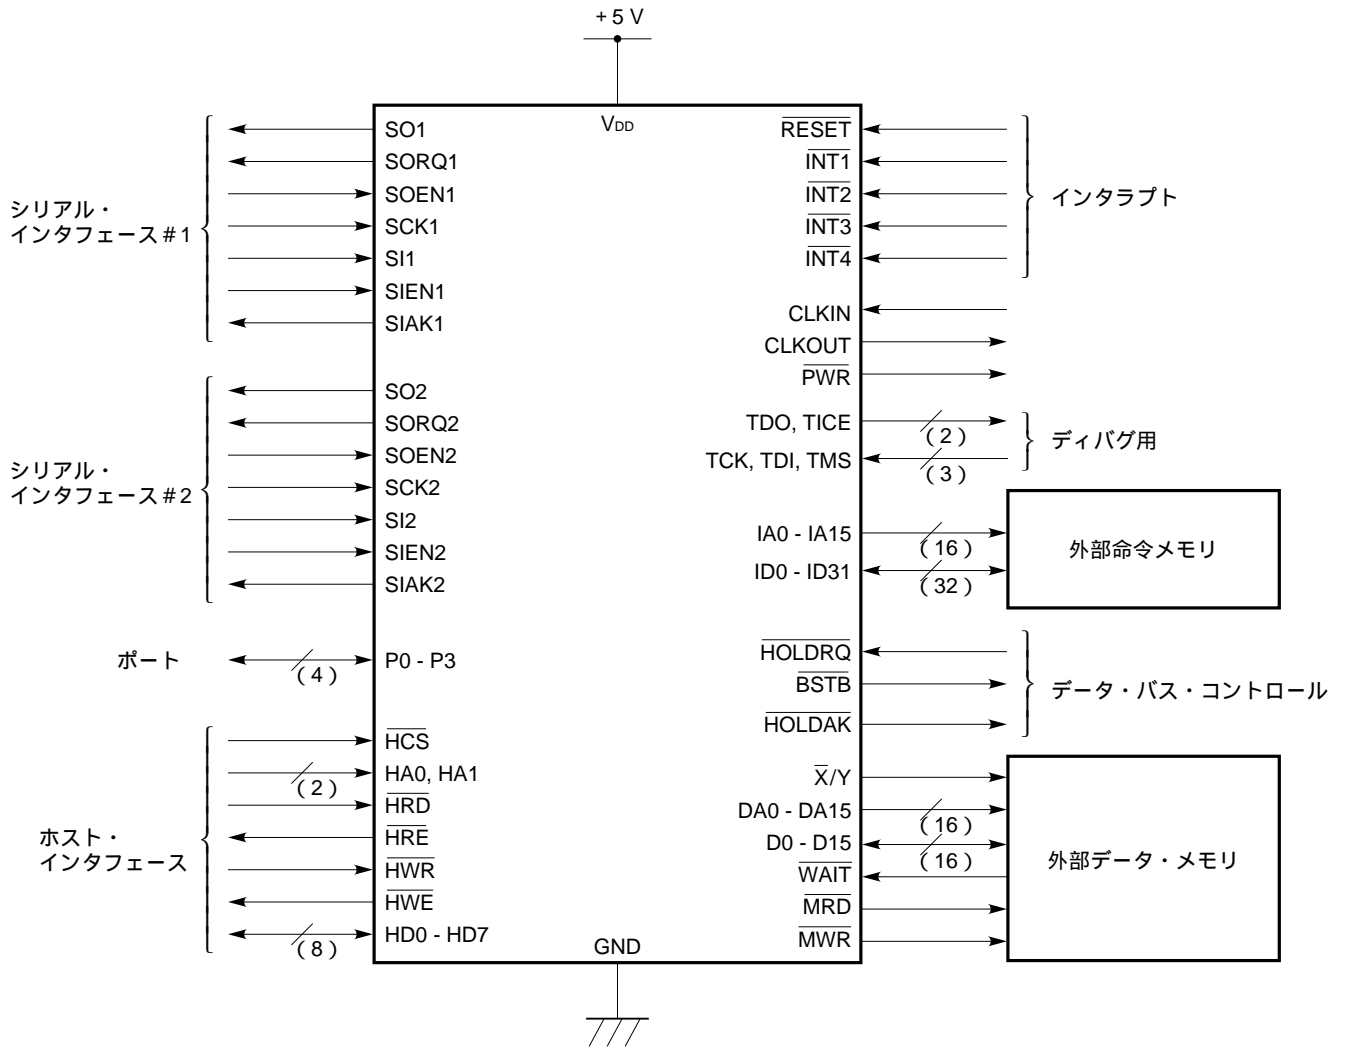 +5 V
VDD
シリアル・
インタフェース#1
SO1
SORQ1
SOEN1
SCK1
SI1
SIEN1
SIAK1
シリアル・
インタフェース#2
SO2
SORQ2
SOEN2
SCK2
SI2
SIEN2
SIAK2
ポート
(4)
P0 - P3
ホスト・
インタフェース
HCS
(2)
HA0, HA1
HRD
HRE
HWR
HWE
(8)
HD0 - HD7
GND
RESET
INT1
INT2
INT3
INT4
インタラプト
CLKIN
CLKOUT
PWR
TDO, TICE
(2)
TCK, TDI, TMS
(3)
ディバグ用
IA0 - IA15
(16)
ID0 - ID31
(32)
外部命令メモリ
HOLDRQ
BSTB
HOLDAK
データ・バス・コントロール
X/Y
DA0 - DA15
(16)
D0 - D15
(16)
WAIT
MRD
MWR
外部データ・メモリ